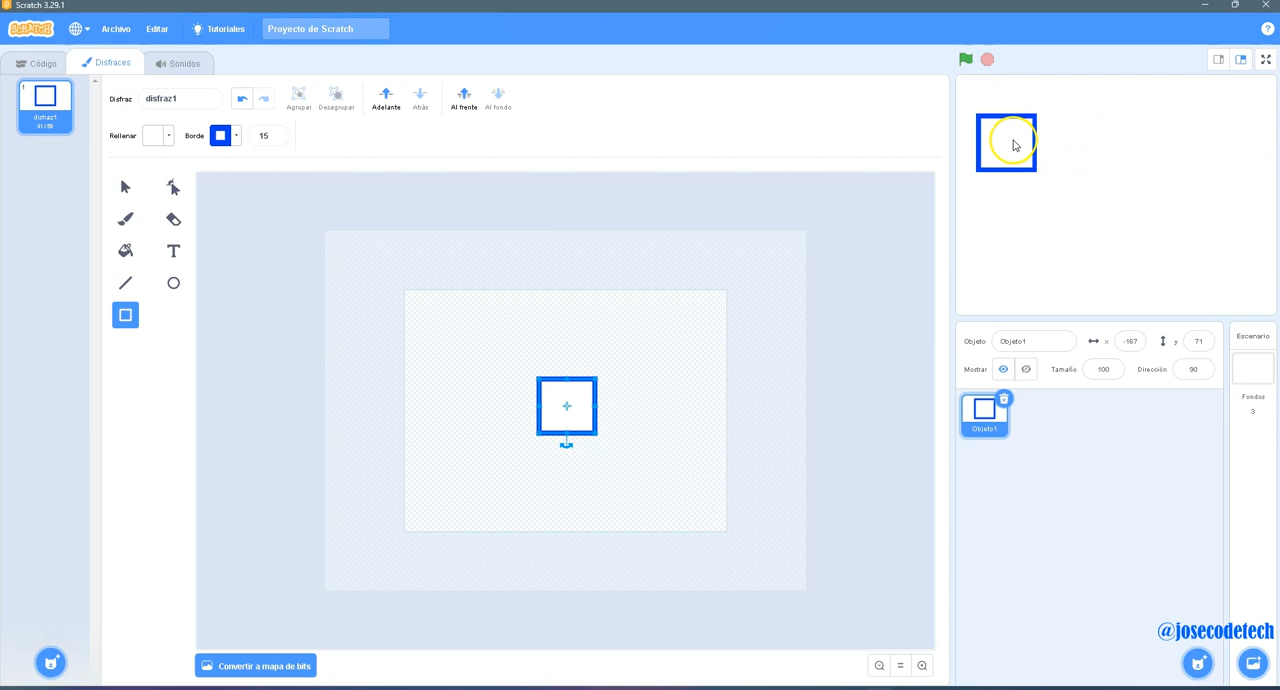 Scratch 3.29.1
SCRATCH Archivo Editar Tutoriales Proyecto de Scratch ?
Código Disfraces Sonidos
1
disfraz1
Disfraz disfraz1 Agrupar Desagrupar Adelante Atrás Al frente Al fondo
Rellenar Borde 15
T
Objeto Objeto1 x -167 y 71
Mostrar Tamaño 100 Dirección 90
Objeto1
Escenario
Fondos
3
@josecodetech
Convertir a mapa de bits